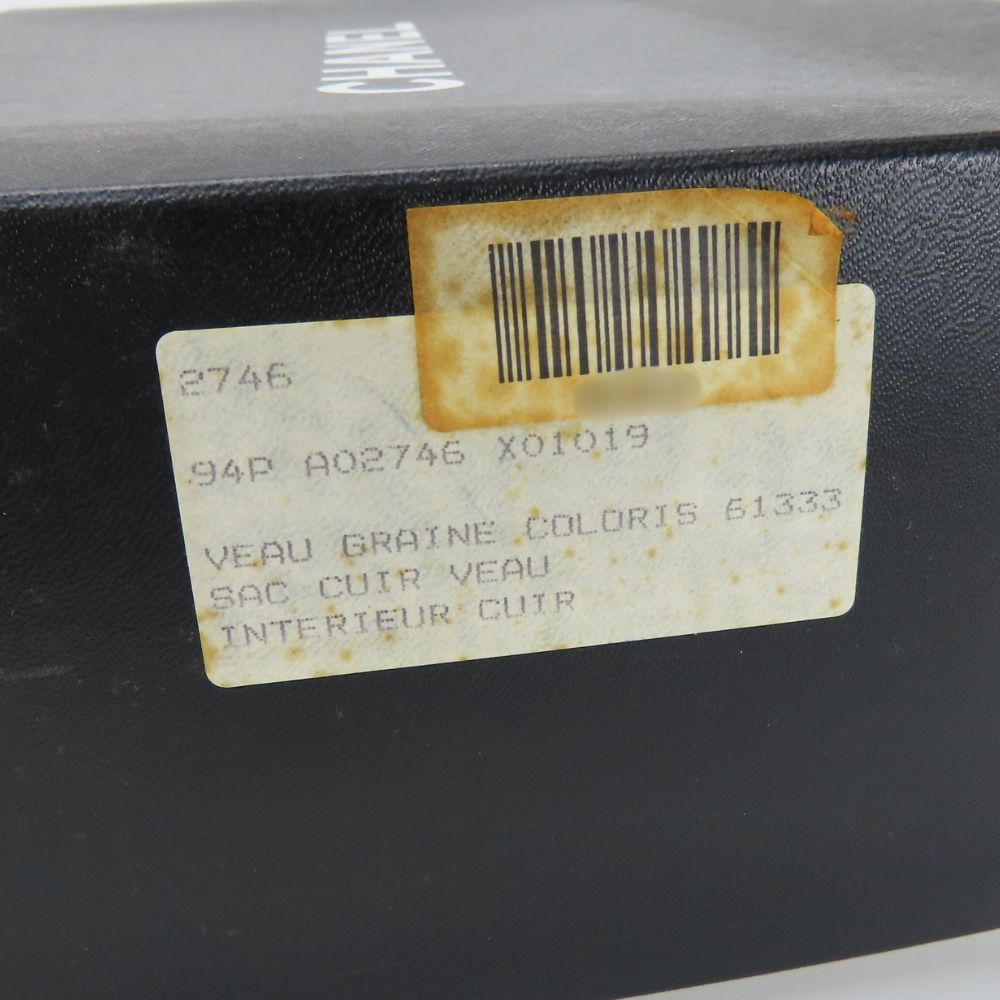 CHANEL
2746
94P A02746 X01019
VEAU GRAINE COLORIS 61333
SAC CUIR VEAU
INTERIEUR CUIR